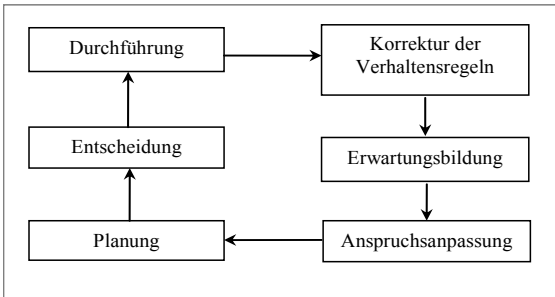 Durchführung
Korrektur der
Verhaltensregeln
Entscheidung
Erwartungsbildung
Planung
Anspruchsanpassung